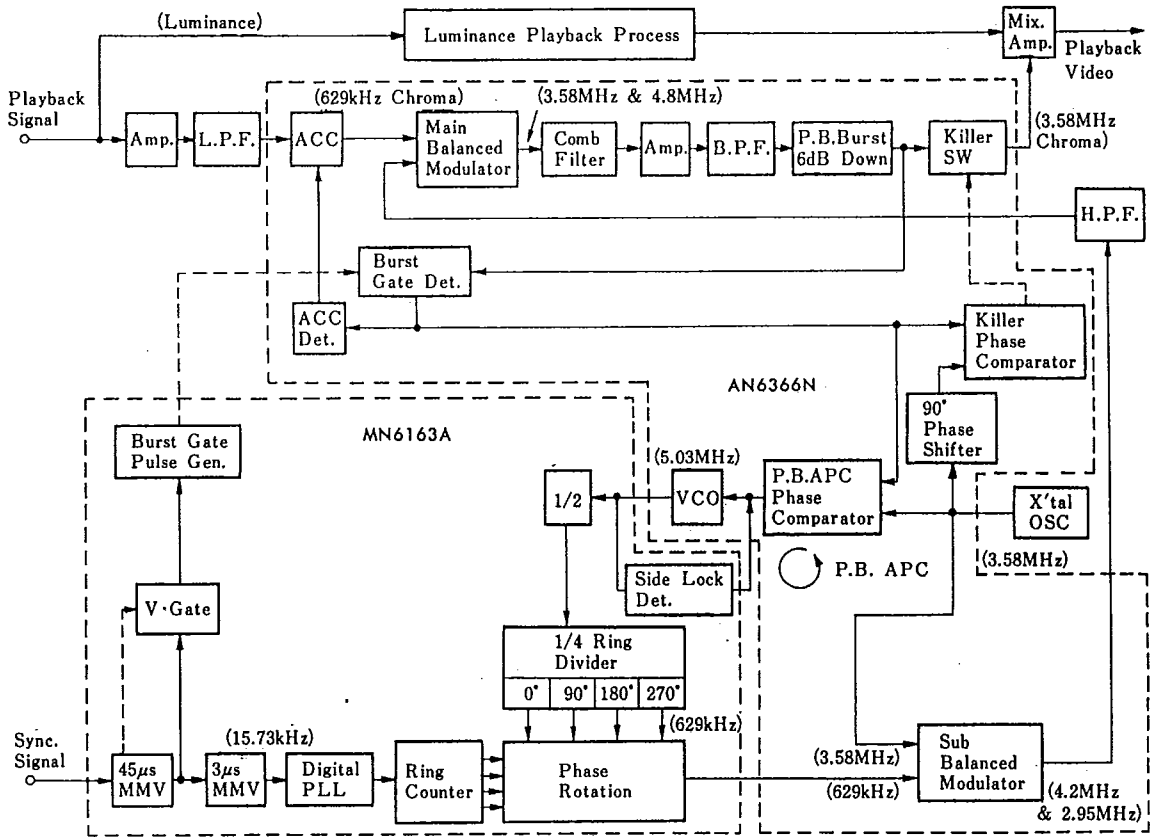 (Luminance)
Luminance Playback Process
Mix.
Amp.
Playback
Video
Playback
Signal
(629kHz Chroma)
(3.58MHz & 4.8MHz)
(3.58MHz
Chroma)
Amp.
L.P.F.
ACC
Main
Balanced
Modulator
Comb
Filter
Amp.
B.P.F.
P.B.Burst
6dB Down
Killer
SW
H.P.F.
Burst
Gate Det.
ACC
Det.
Killer
Phase
Comparator
AN6366N
MN6163A
90°
Phase
Shifter
Burst Gate
Pulse Gen.
(5.03MHz)
1/2
VCO
P.B.APC
Phase
Comparator
X'tal
OSC
(3.58MHz)
Side Lock
Det.
P.B. APC
V·Gate
1/4 Ring
Divider
0° 90° 180° 270°
(629kHz)
Sync.
Signal
(15.73kHz)
45μs
MMV
3μs
MMV
Digital
PLL
Ring
Counter
Phase
Rotation
(3.58MHz)
(629kHz)
Sub
Balanced
Modulator
(4.2MHz
& 2.95MHz)